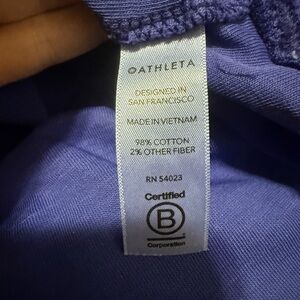 ATHLETA
DESIGNED IN
SAN FRANCISCO
MADE IN VIETNAM
98% COTTON
2% OTHER FIBER
RN 54023
Certified
B
Corporation